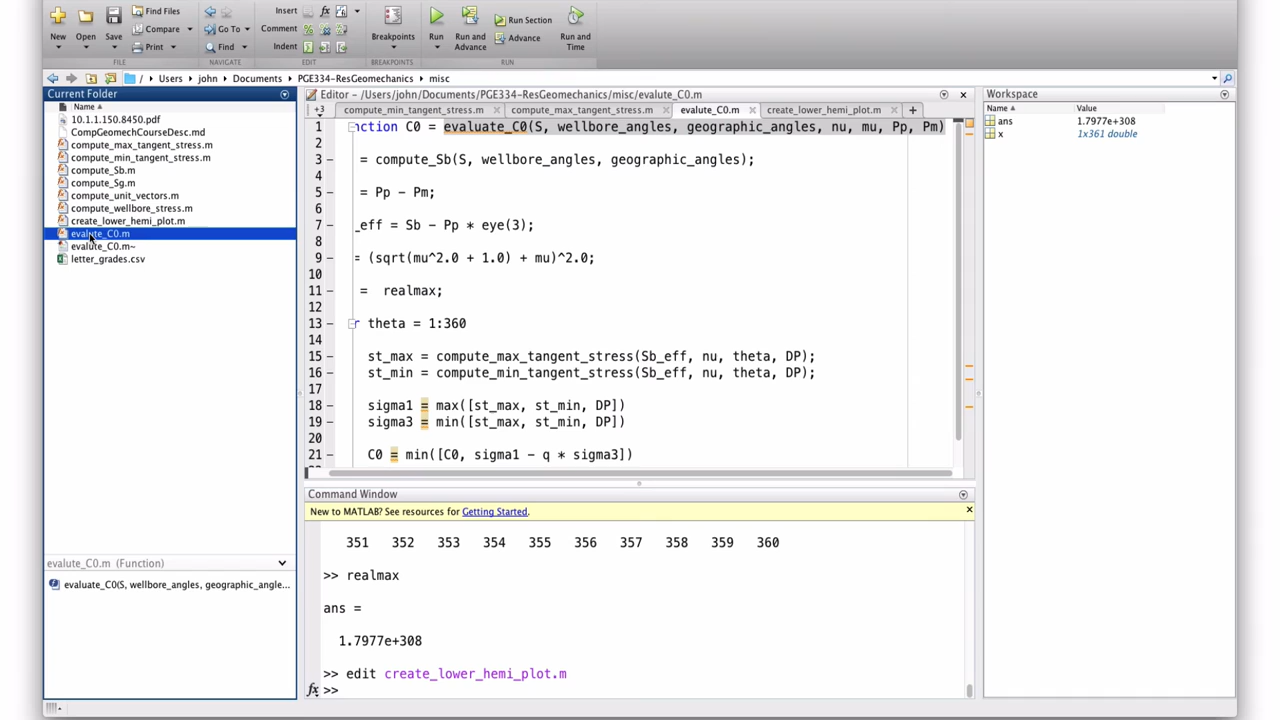 New
Open
Save
Find Files
Compare
Print
Go To
Find
Insert
fx
Comment
Indent
Breakpoints
Run
Run and
Advance
Run Section
Advance
Run and
Time
FILE
NAVIGATE
EDIT
BREAKPOINTS
RUN
/ ▸ Users ▸ john ▸ Documents ▸ PGE334-ResGeomechanics ▸ misc
Current Folder
Name ▲
10.1.1.150.8450.pdf
CompGeomechCourseDesc.md
compute_max_tangent_stress.m
compute_min_tangent_stress.m
compute_Sb.m
compute_Sg.m
compute_unit_vectors.m
compute_wellbore_stress.m
create_lower_hemi_plot.m
evalute_C0.m
evalute_C0.m~
letter_grades.csv
evalute_C0.m (Function)
evaluate_C0(S, wellbore_angles, geographic_angle...
Editor - /Users/john/Documents/PGE334-ResGeomechanics/misc/evalute_C0.m
+3 compute_min_tangent_stress.m × compute_max_tangent_stress.m × evalute_C0.m × create_lower_hemi_plot.m × +
1 nction C0 = evaluate_C0(S, wellbore_angles, geographic_angles, nu, mu, Pp, Pm)
2
3 – = compute_Sb(S, wellbore_angles, geographic_angles);
4
5 – = Pp - Pm;
6
7 – _eff = Sb - Pp * eye(3);
8
9 – = (sqrt(mu^2.0 + 1.0) + mu)^2.0;
10
11 – = realmax;
12
13 – r theta = 1:360
14
15 – st_max = compute_max_tangent_stress(Sb_eff, nu, theta, DP);
16 – st_min = compute_min_tangent_stress(Sb_eff, nu, theta, DP);
17
18 – sigma1 = max([st_max, st_min, DP])
19 – sigma3 = min([st_max, st_min, DP])
20
21 – C0 = min([C0, sigma1 - q * sigma3])
Command Window
New to MATLAB? See resources for Getting Started.
351 352 353 354 355 356 357 358 359 360
>> realmax
ans =
1.7977e+308
>> edit create_lower_hemi_plot.m
fx >>
Workspace
Name ▲ Value
ans 1.7977e+308
x 1x361 double